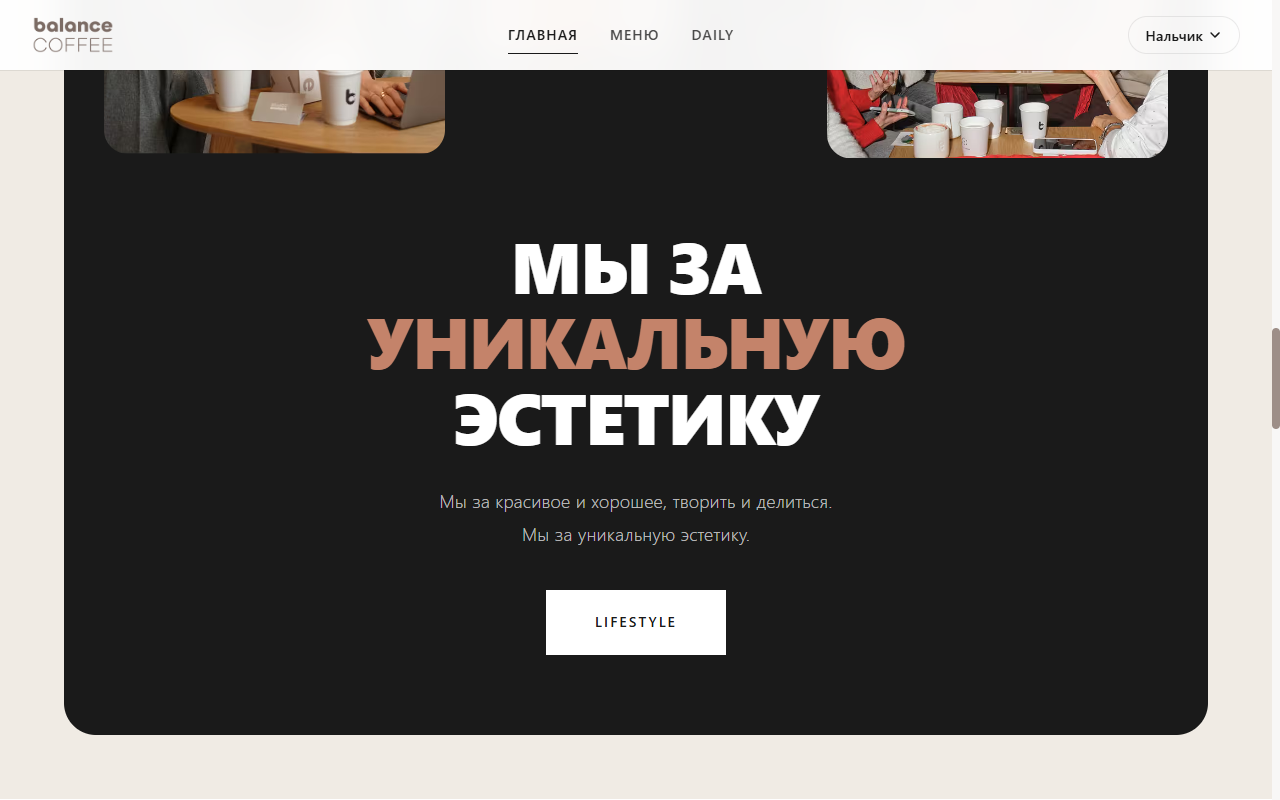 balance
COFFEE
ГЛАВНАЯ
МЕНЮ
DAILY
Нальчик
МЫ ЗА
УНИКАЛЬНУЮ
ЭСТЕТИКУ
Мы за красивое и хорошее, творить и делиться.
Мы за уникальную эстетику.
LIFESTYLE